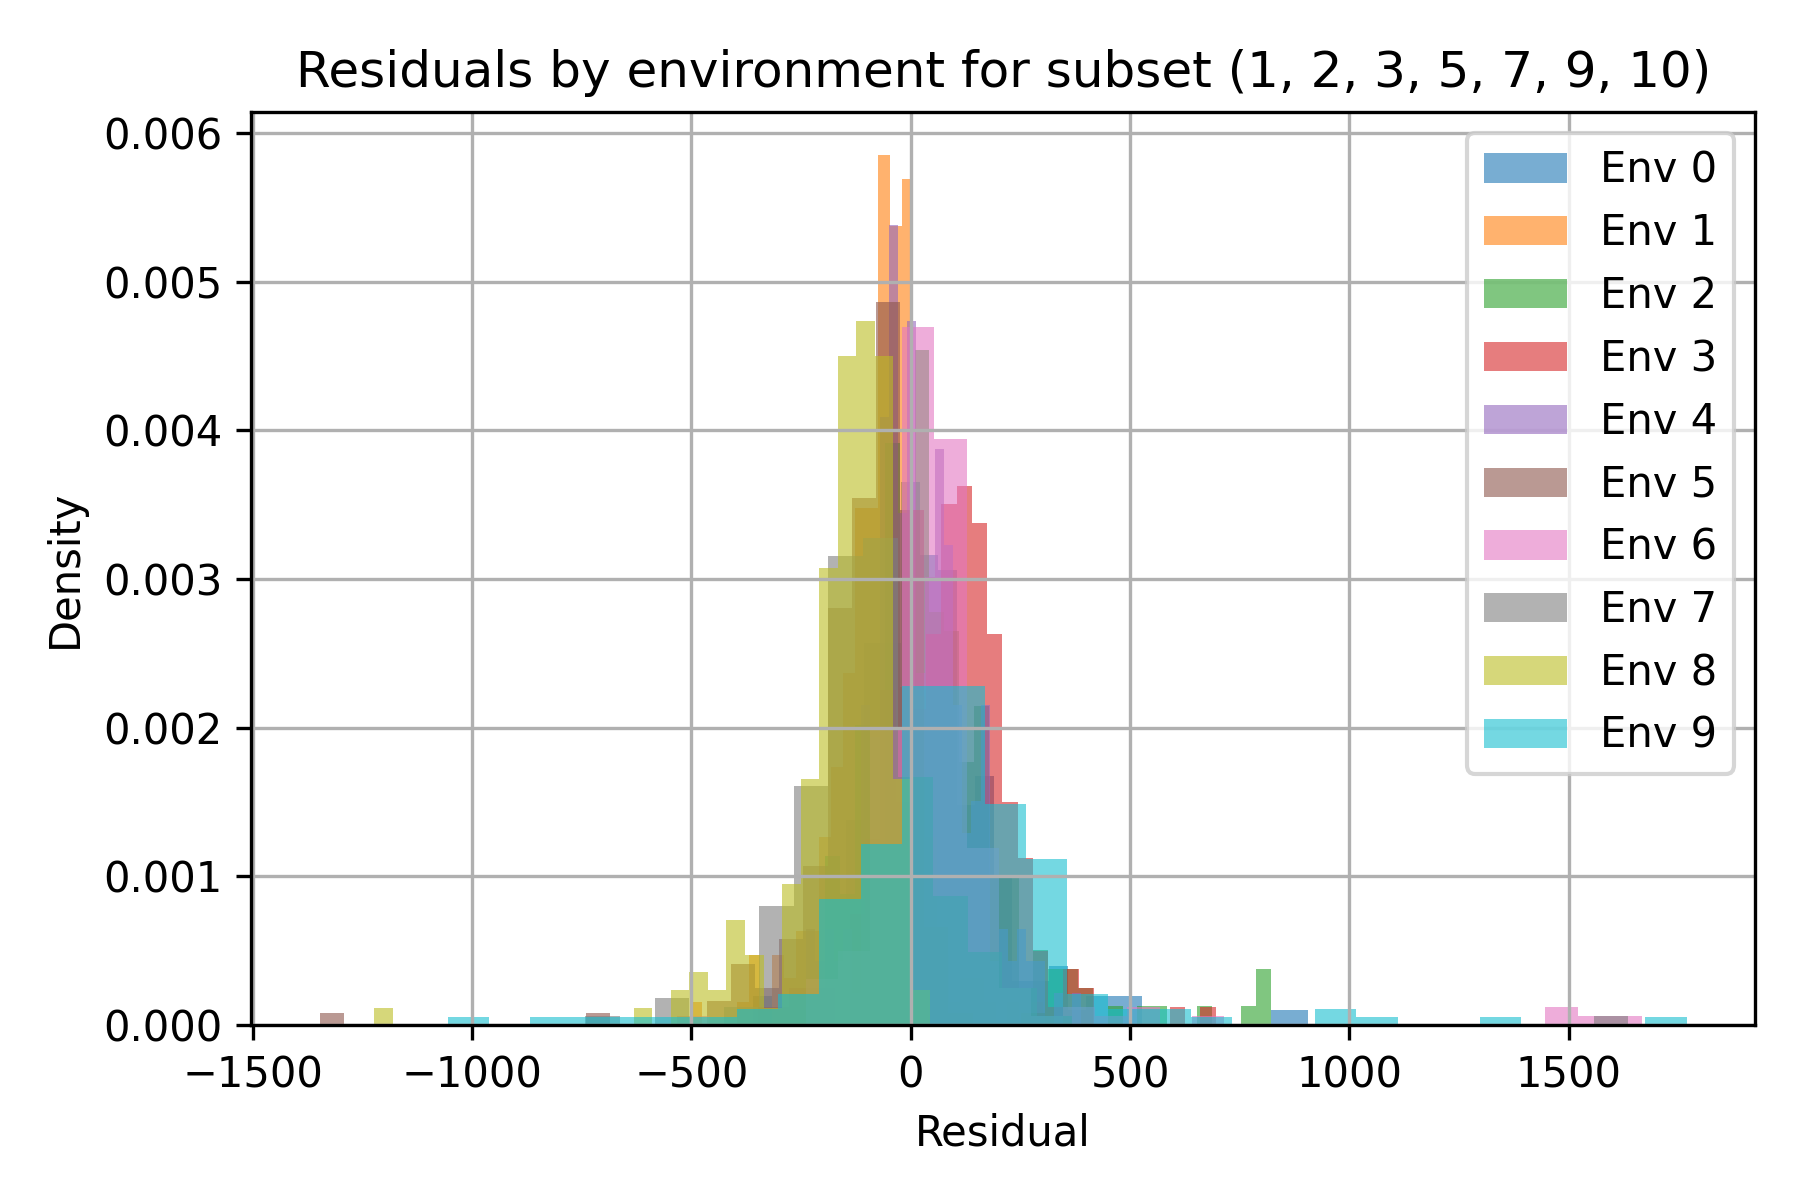 Residuals by environment for subset (1, 2, 3, 5, 7, 9, 10)
0.006
0.005
0.004
0.003
0.002
0.001
0.000
Density
−1500
−1000
−500
0
500
1000
1500
Residual
Env 0
Env 1
Env 2
Env 3
Env 4
Env 5
Env 6
Env 7
Env 8
Env 9